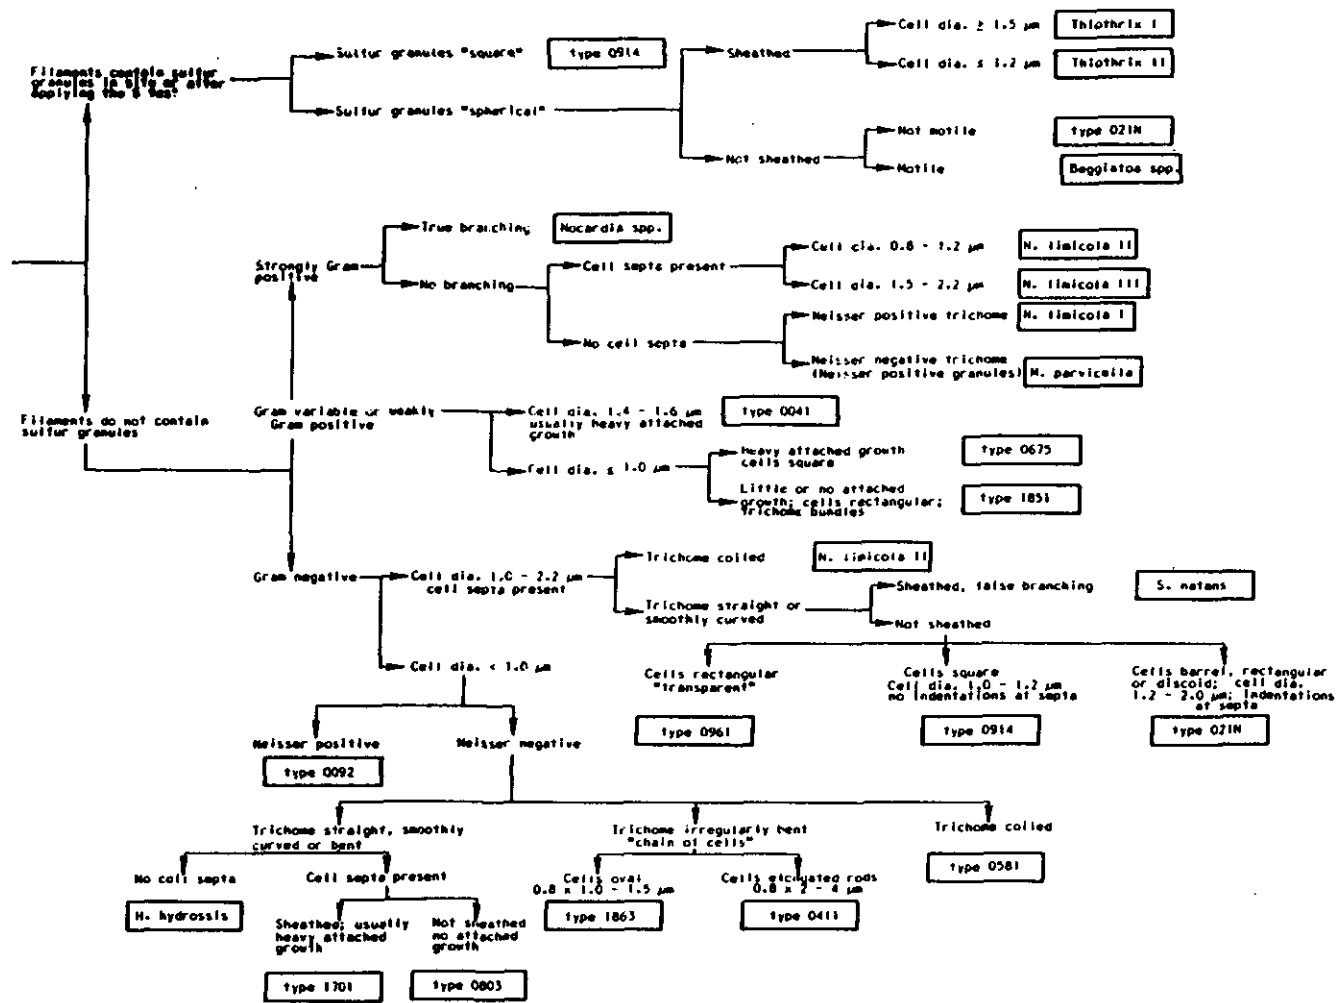 Filaments contain sulfur
granules in situ or after
applying the S test
Sulfur granules "square"
type 0914
Sulfur granules "spherical"
Sheathed
Cell dia. ≥ 1.5 µm
Thiothrix I
Cell dia. ≤ 1.2 µm
Thiothrix II
Not sheathed
Not motile
type 021N
Motile
Beggiatoa spp.
Strongly Gram
positive
True branching
Nocardia spp.
No branching
Cell septa present
Cell dia. 0.8 - 1.2 µm
N. limicola II
Cell dia. 1.5 - 2.2 µm
N. limicola III
No cell septa
Neisser positive trichome
N. limicola I
Neisser negative trichome
(Neisser positive granules)
M. parvicella
Filaments do not contain
sulfur granules
Gram variable or weakly
Gram positive
Cell dia. 1.4 - 1.6 µm
usually heavy attached
growth
type 0041
Cell dia. ≤ 1.0 µm
Heavy attached growth
cells square
type 0675
Little or no attached
growth; cells rectangular;
Trichome bundles
type 1851
Gram negative
Cell dia. 1.0 - 2.2 µm
cell septa present
Trichome coiled
N. limicola II
Trichome straight or
smoothly curved
Sheathed, false branching
S. natans
Not sheathed
Cells rectangular
"transparent"
type 0961
Cells square
Cell dia. 1.0 - 1.2 µm
no indentations at septa
type 0914
Cells barrel, rectangular
or discoid; cell dia.
1.2 - 2.0 µm; indentations
at septa
type 021N
Cell dia. < 1.0 µm
Neisser positive
type 0092
Neisser negative
Trichome straight, smoothly
curved or bent
Trichome irregularly bent
"chain of cells"
Trichome coiled
type 0581
No cell septa
H. hydrossis
Cell septa present
Cells oval
0.8 x 1.0 - 1.5 µm
type 1863
Cells elongated rods
0.8 x 2 - 4 µm
type 0411
Sheathed; usually
heavy attached
growth
type 1701
Not sheathed
no attached
growth
type 0803